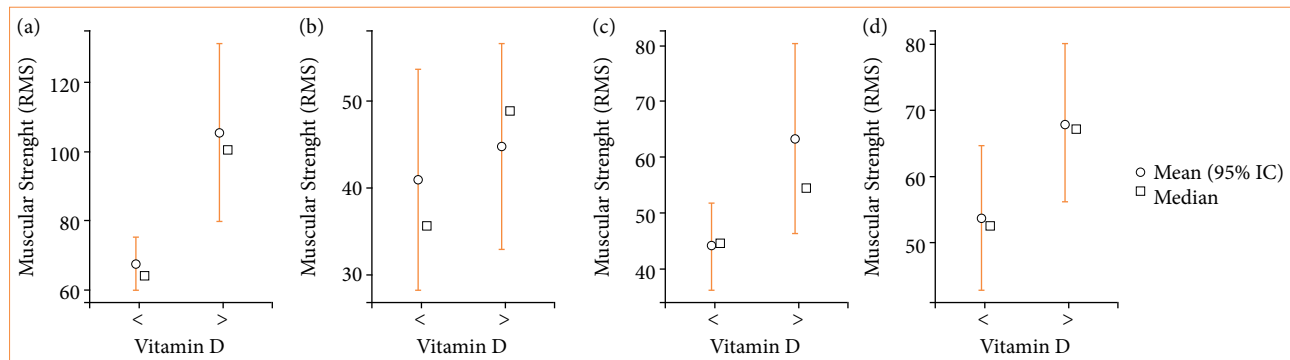 (a)
Muscular Strenght (RMS)
120
100
80
60
< >
Vitamin D
(b)
Muscular Strenght (RMS)
50
40
30
< >
Vitamin D
(c)
Muscular Strenght (RMS)
80
70
60
50
40
< >
Vitamin D
(d)
Muscular Strenght (RMS)
80
70
60
50
< >
Vitamin D
Mean (95% IC)
Median